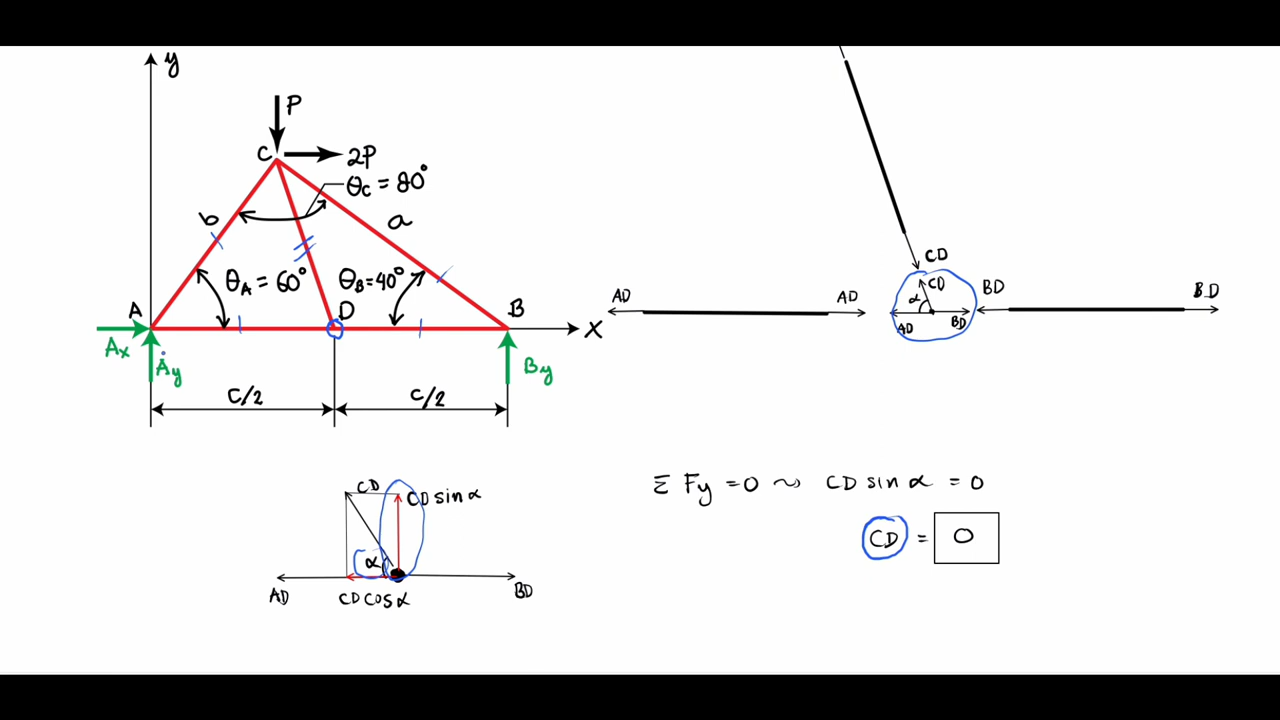 y
P
C
2P
θC = 80°
b
a
θA = 60°
θB = 40°
A
D
B
X
Ax
Ay
By
C/2
C/2
CD
CD
α
AD
AD
AD
BD
BD
BD
CD
CD sin α
α
AD
CD cos α
BD
Σ Fy = 0 ~> CD sin α = 0
CD = 0